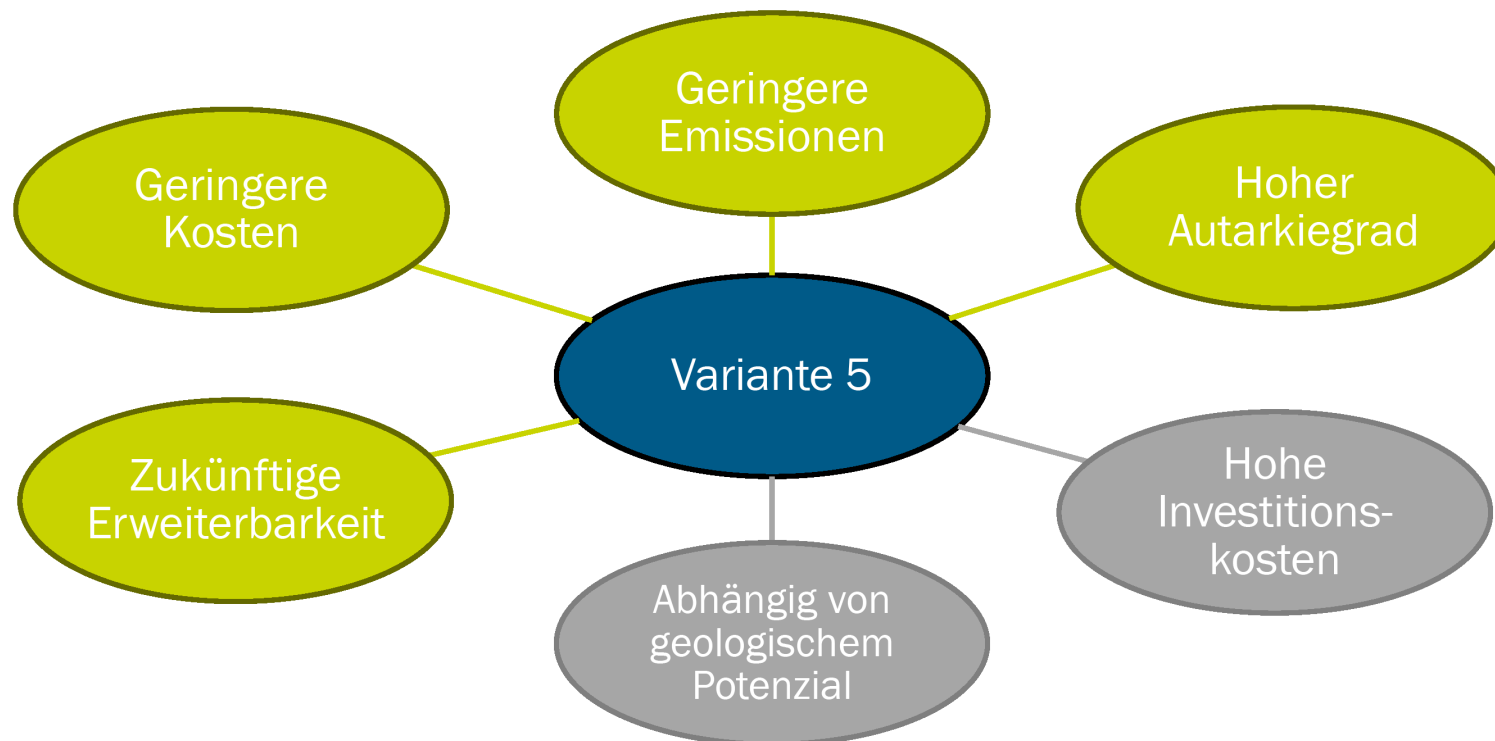 Geringere
Emissionen
Geringere
Kosten
Hoher
Autarkiegrad
Variante 5
Zukünftige
Erweiterbarkeit
Hohe
Investitions-
kosten
Abhängig von
geologischem
Potenzial